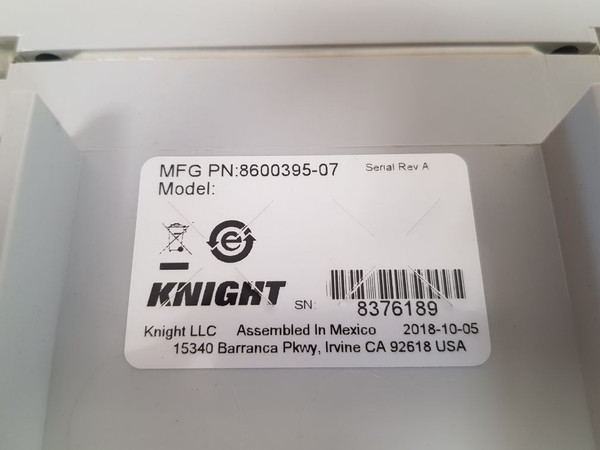 MFG PN:8600395-07 Serial Rev A
Model:
e
KNIGHT SN: 8376189
Knight LLC Assembled In Mexico 2018-10-05
15340 Barranca Pkwy, Irvine CA 92618 USA